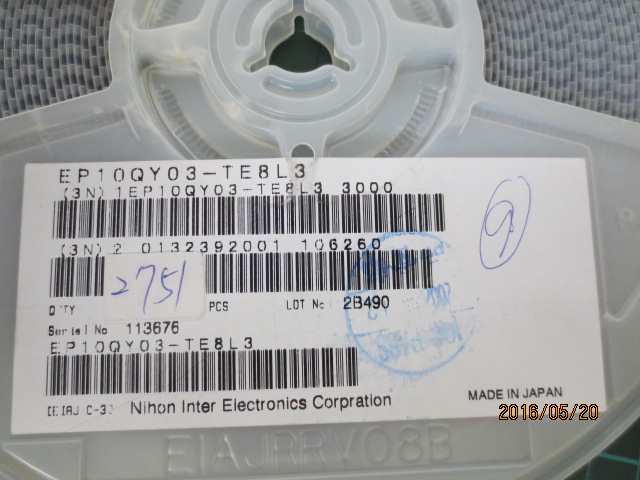 EP10QY03-TE8L3
(3N) 1EP10QY03-TE8L3 3000
(3N) 2 0132392001 106260
2751
Q'TY PCS LOT No 2B490
Serial No 113676
EP10QY03-TE8L3
(EIAJ C-3) Nihon Inter Electronics Corpration
MADE IN JAPAN
2016/05/20
EIAJRRV08B